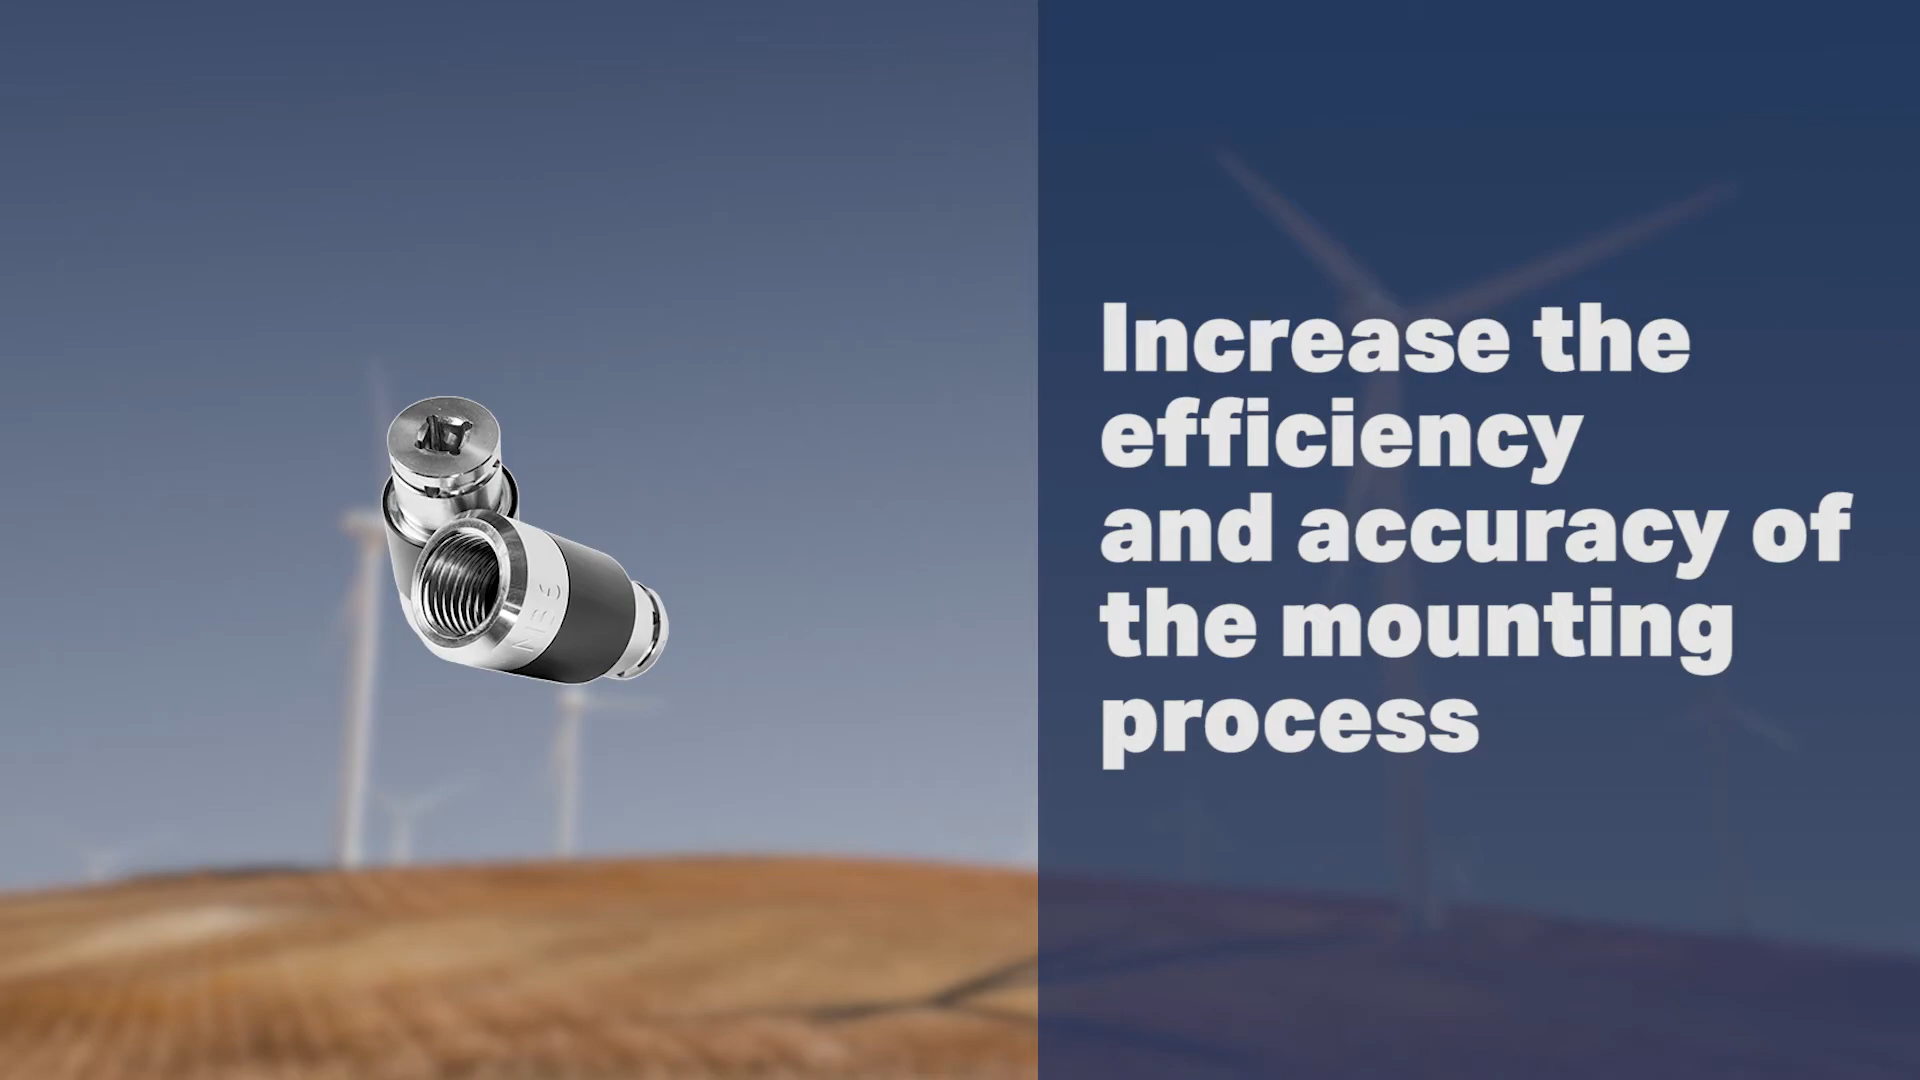 Increase the
efficiency
and accuracy of
the mounting
process